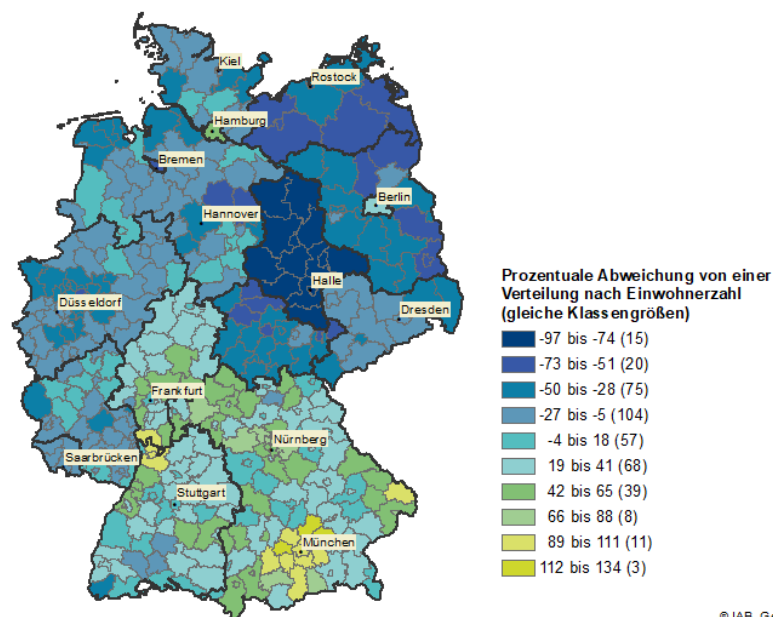 Kiel
Rostock
Hamburg
Bremen
Berlin
Hannover
Halle
Düsseldorf
Dresden
Frankfurt
Nürnberg
Saarbrücken
Stuttgart
München
Prozentuale Abweichung von einer
Verteilung nach Einwohnerzahl
(gleiche Klassengrößen)
-97 bis -74 (15)
-73 bis -51 (20)
-50 bis -28 (75)
-27 bis -5 (104)
-4 bis 18 (57)
19 bis 41 (68)
42 bis 65 (39)
66 bis 88 (8)
89 bis 111 (11)
112 bis 134 (3)
© IAB, G